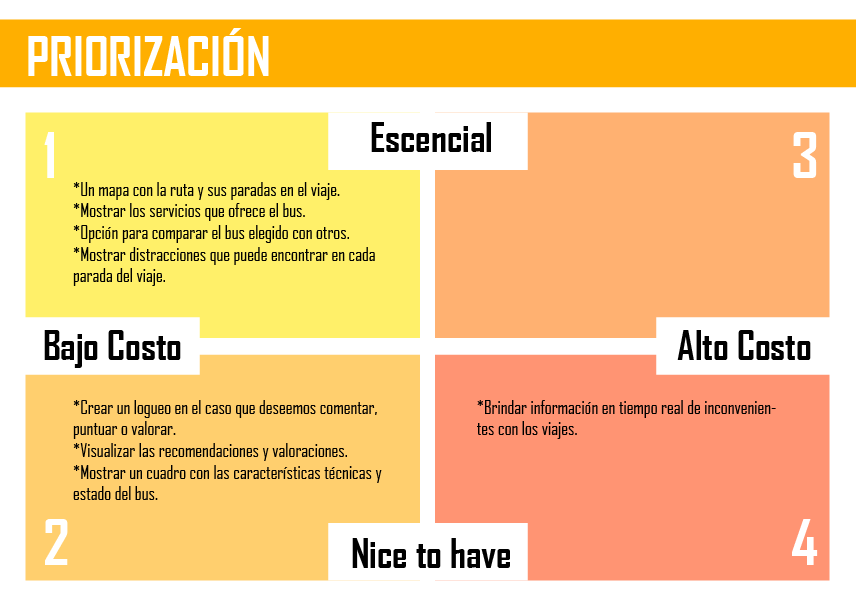 PRIORIZACIÓN
1
Escencial
3
*Un mapa con la ruta y sus paradas en el viaje.
*Mostrar los servicios que ofrece el bus.
*Opción para comparar el bus elegido con otros.
*Mostrar distracciones que puede encontrar en cada
parada del viaje.
Bajo Costo
Alto Costo
*Crear un logueo en el caso que deseemos comentar,
puntuar o valorar.
*Visualizar las recomendaciones y valoraciones.
*Mostrar un cuadro con las características técnicas y
estado del bus.
*Brindar información en tiempo real de inconvenien-
tes con los viajes.
2
Nice to have
4